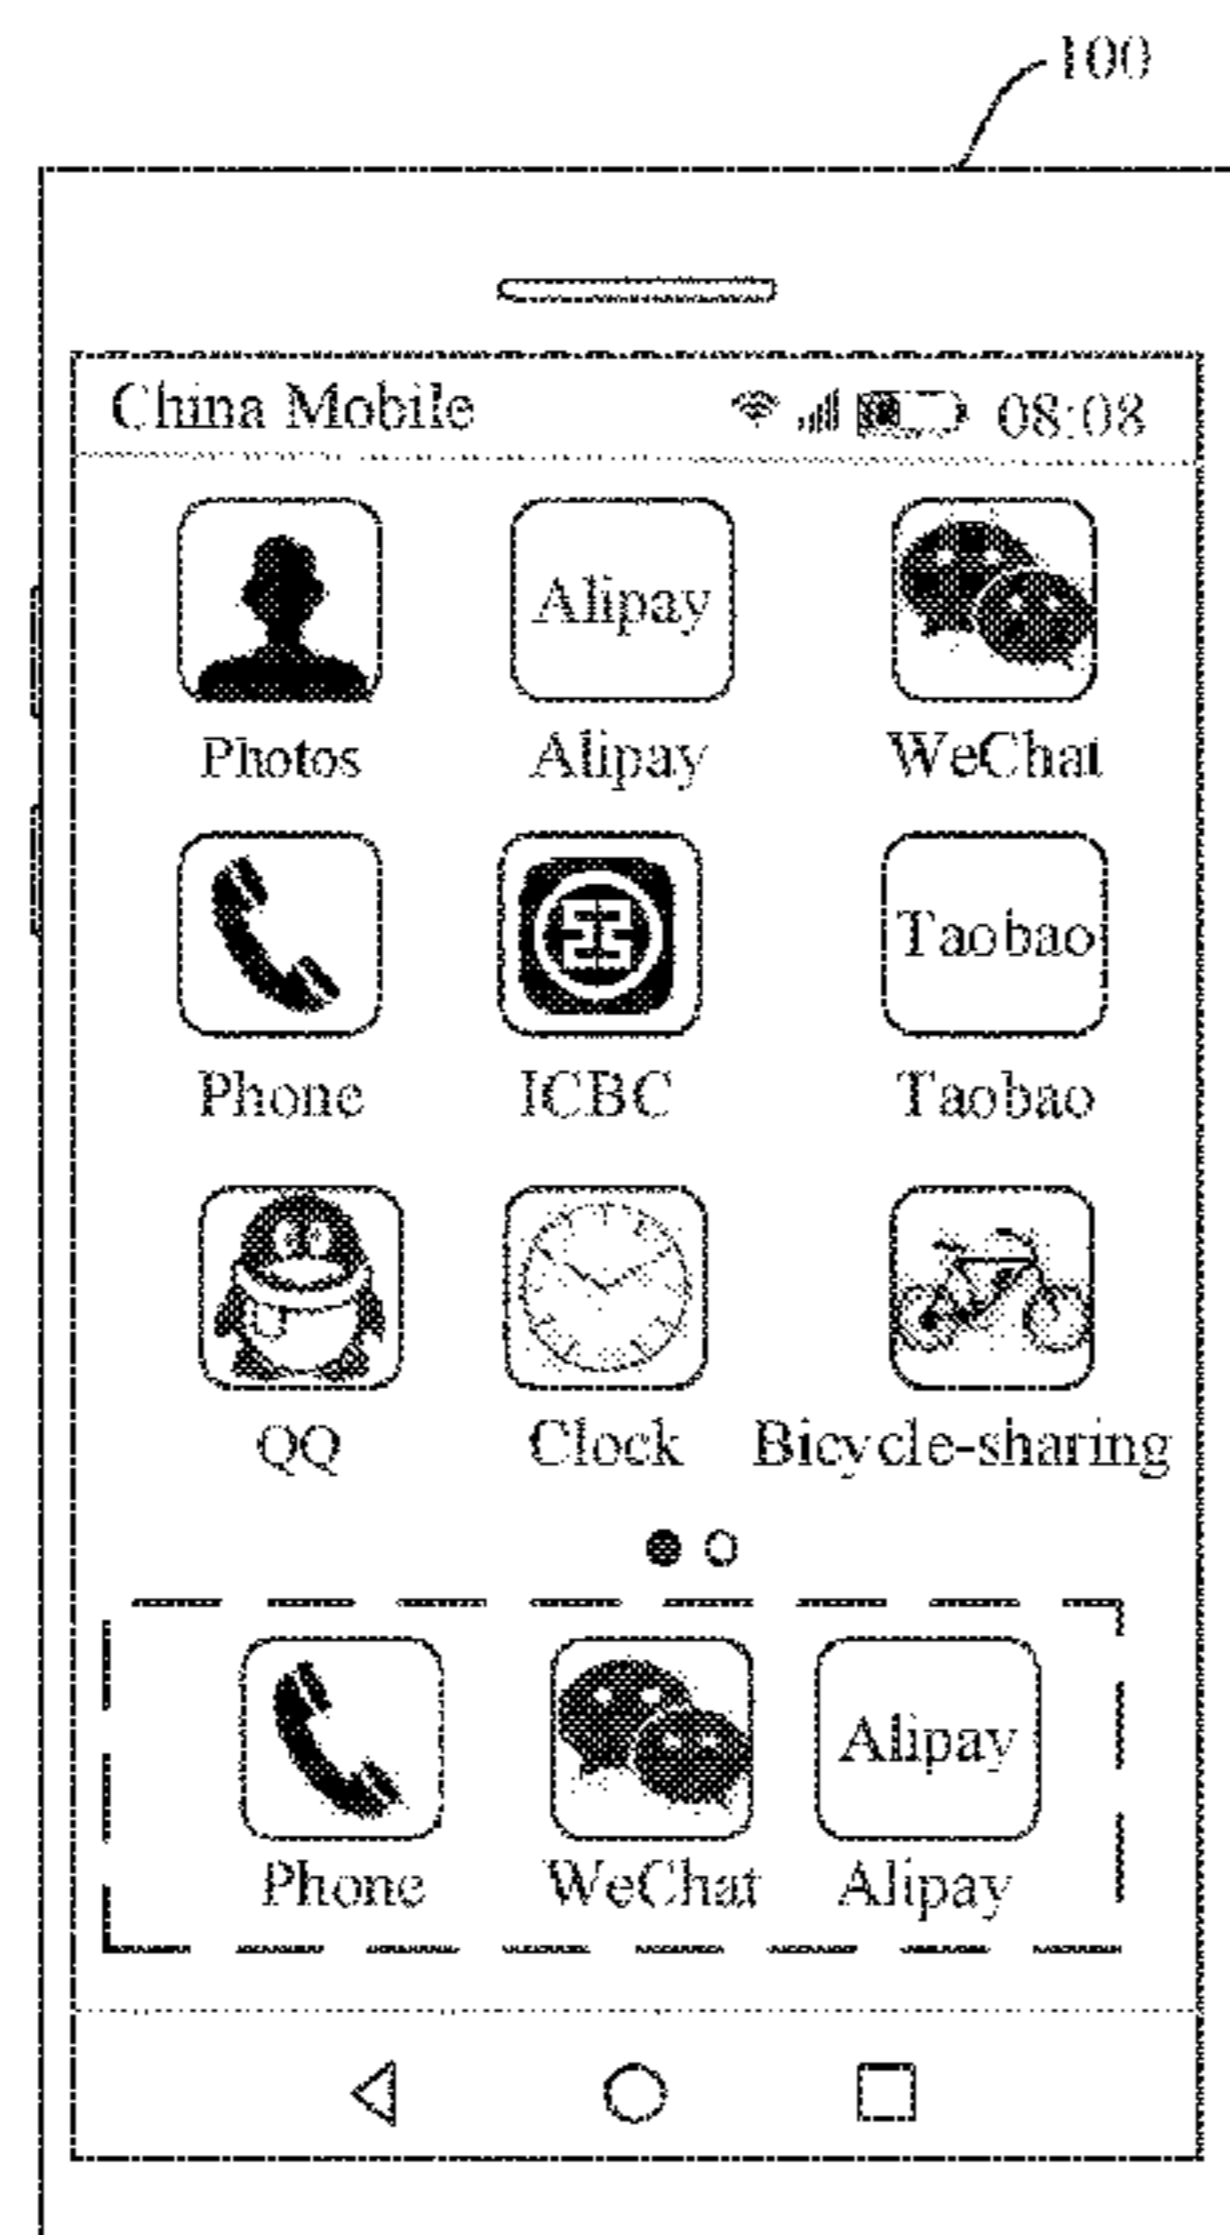 100
China Mobile 08:08
Alipay
Photos Alipay WeChat
Taobao
Phone ICBC Taobao
QQ Clock Bicycle-sharing
Alipay
Phone WeChat Alipay